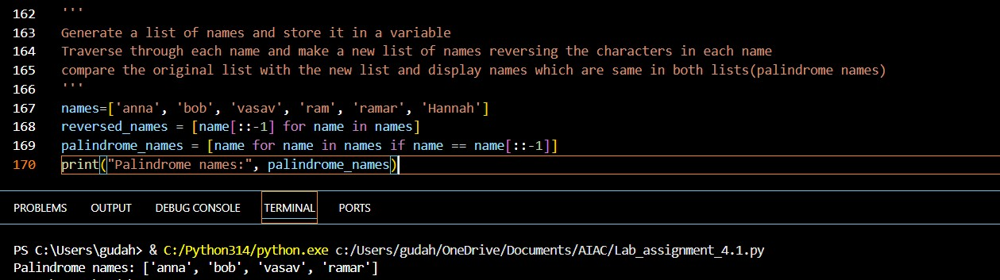 162 '''
163 Generate a list of names and store it in a variable
164 Traverse through each name and make a new list of names reversing the characters in each name
165 compare the original list with the new list and display names which are same in both lists(palindrome names)
166 '''
167 names=['anna', 'bob', 'vasav', 'ram', 'ramar', 'Hannah']
168 reversed_names = [name[::-1] for name in names]
169 palindrome_names = [name for name in names if name == name[::-1]]
170 print("Palindrome names:", palindrome_names)
PROBLEMS OUTPUT DEBUG CONSOLE TERMINAL PORTS
PS C:\Users\gudah> & C:/Python314/python.exe c:/Users/gudah/OneDrive/Documents/AIAC/Lab_assignment_4.1.py
Palindrome names: ['anna', 'bob', 'vasav', 'ramar']